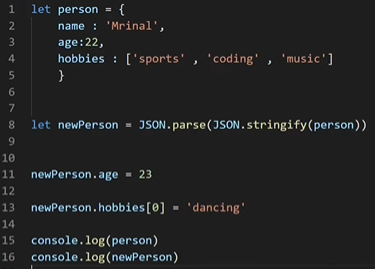 1 let person = {
2 name : 'Mrinal',
3 age:22,
4 hobbies : ['sports' , 'coding' , 'music']
5 }
6
7
8 let newPerson = JSON.parse(JSON.stringify(person))
9
10
11 newPerson.age = 23
12
13 newPerson.hobbies[0] = 'dancing'
14
15 console.log(person)
16 console.log(newPerson)